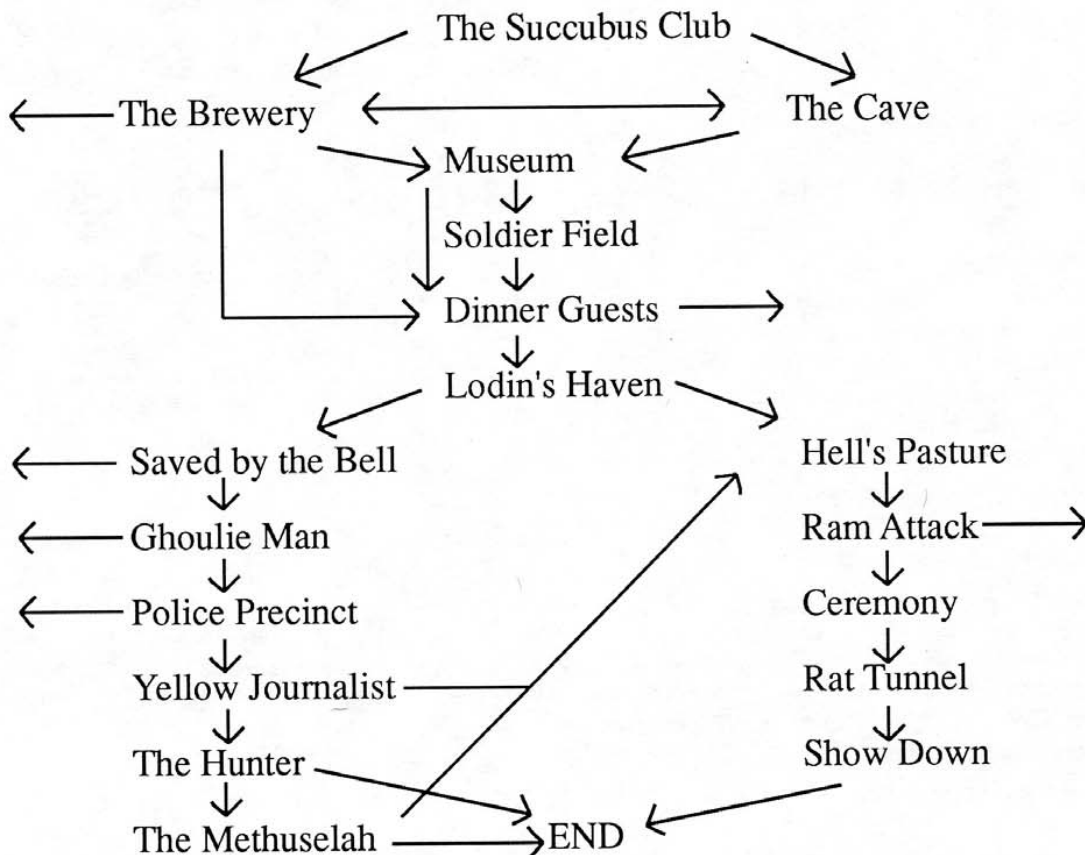 The Succubus Club
The Brewery
The Cave
Museum
Soldier Field
Dinner Guests
Lodin's Haven
Saved by the Bell
Hell's Pasture
Ghoulie Man
Ram Attack
Police Precinct
Ceremony
Yellow Journalist
Rat Tunnel
The Hunter
Show Down
The Methuselah
END